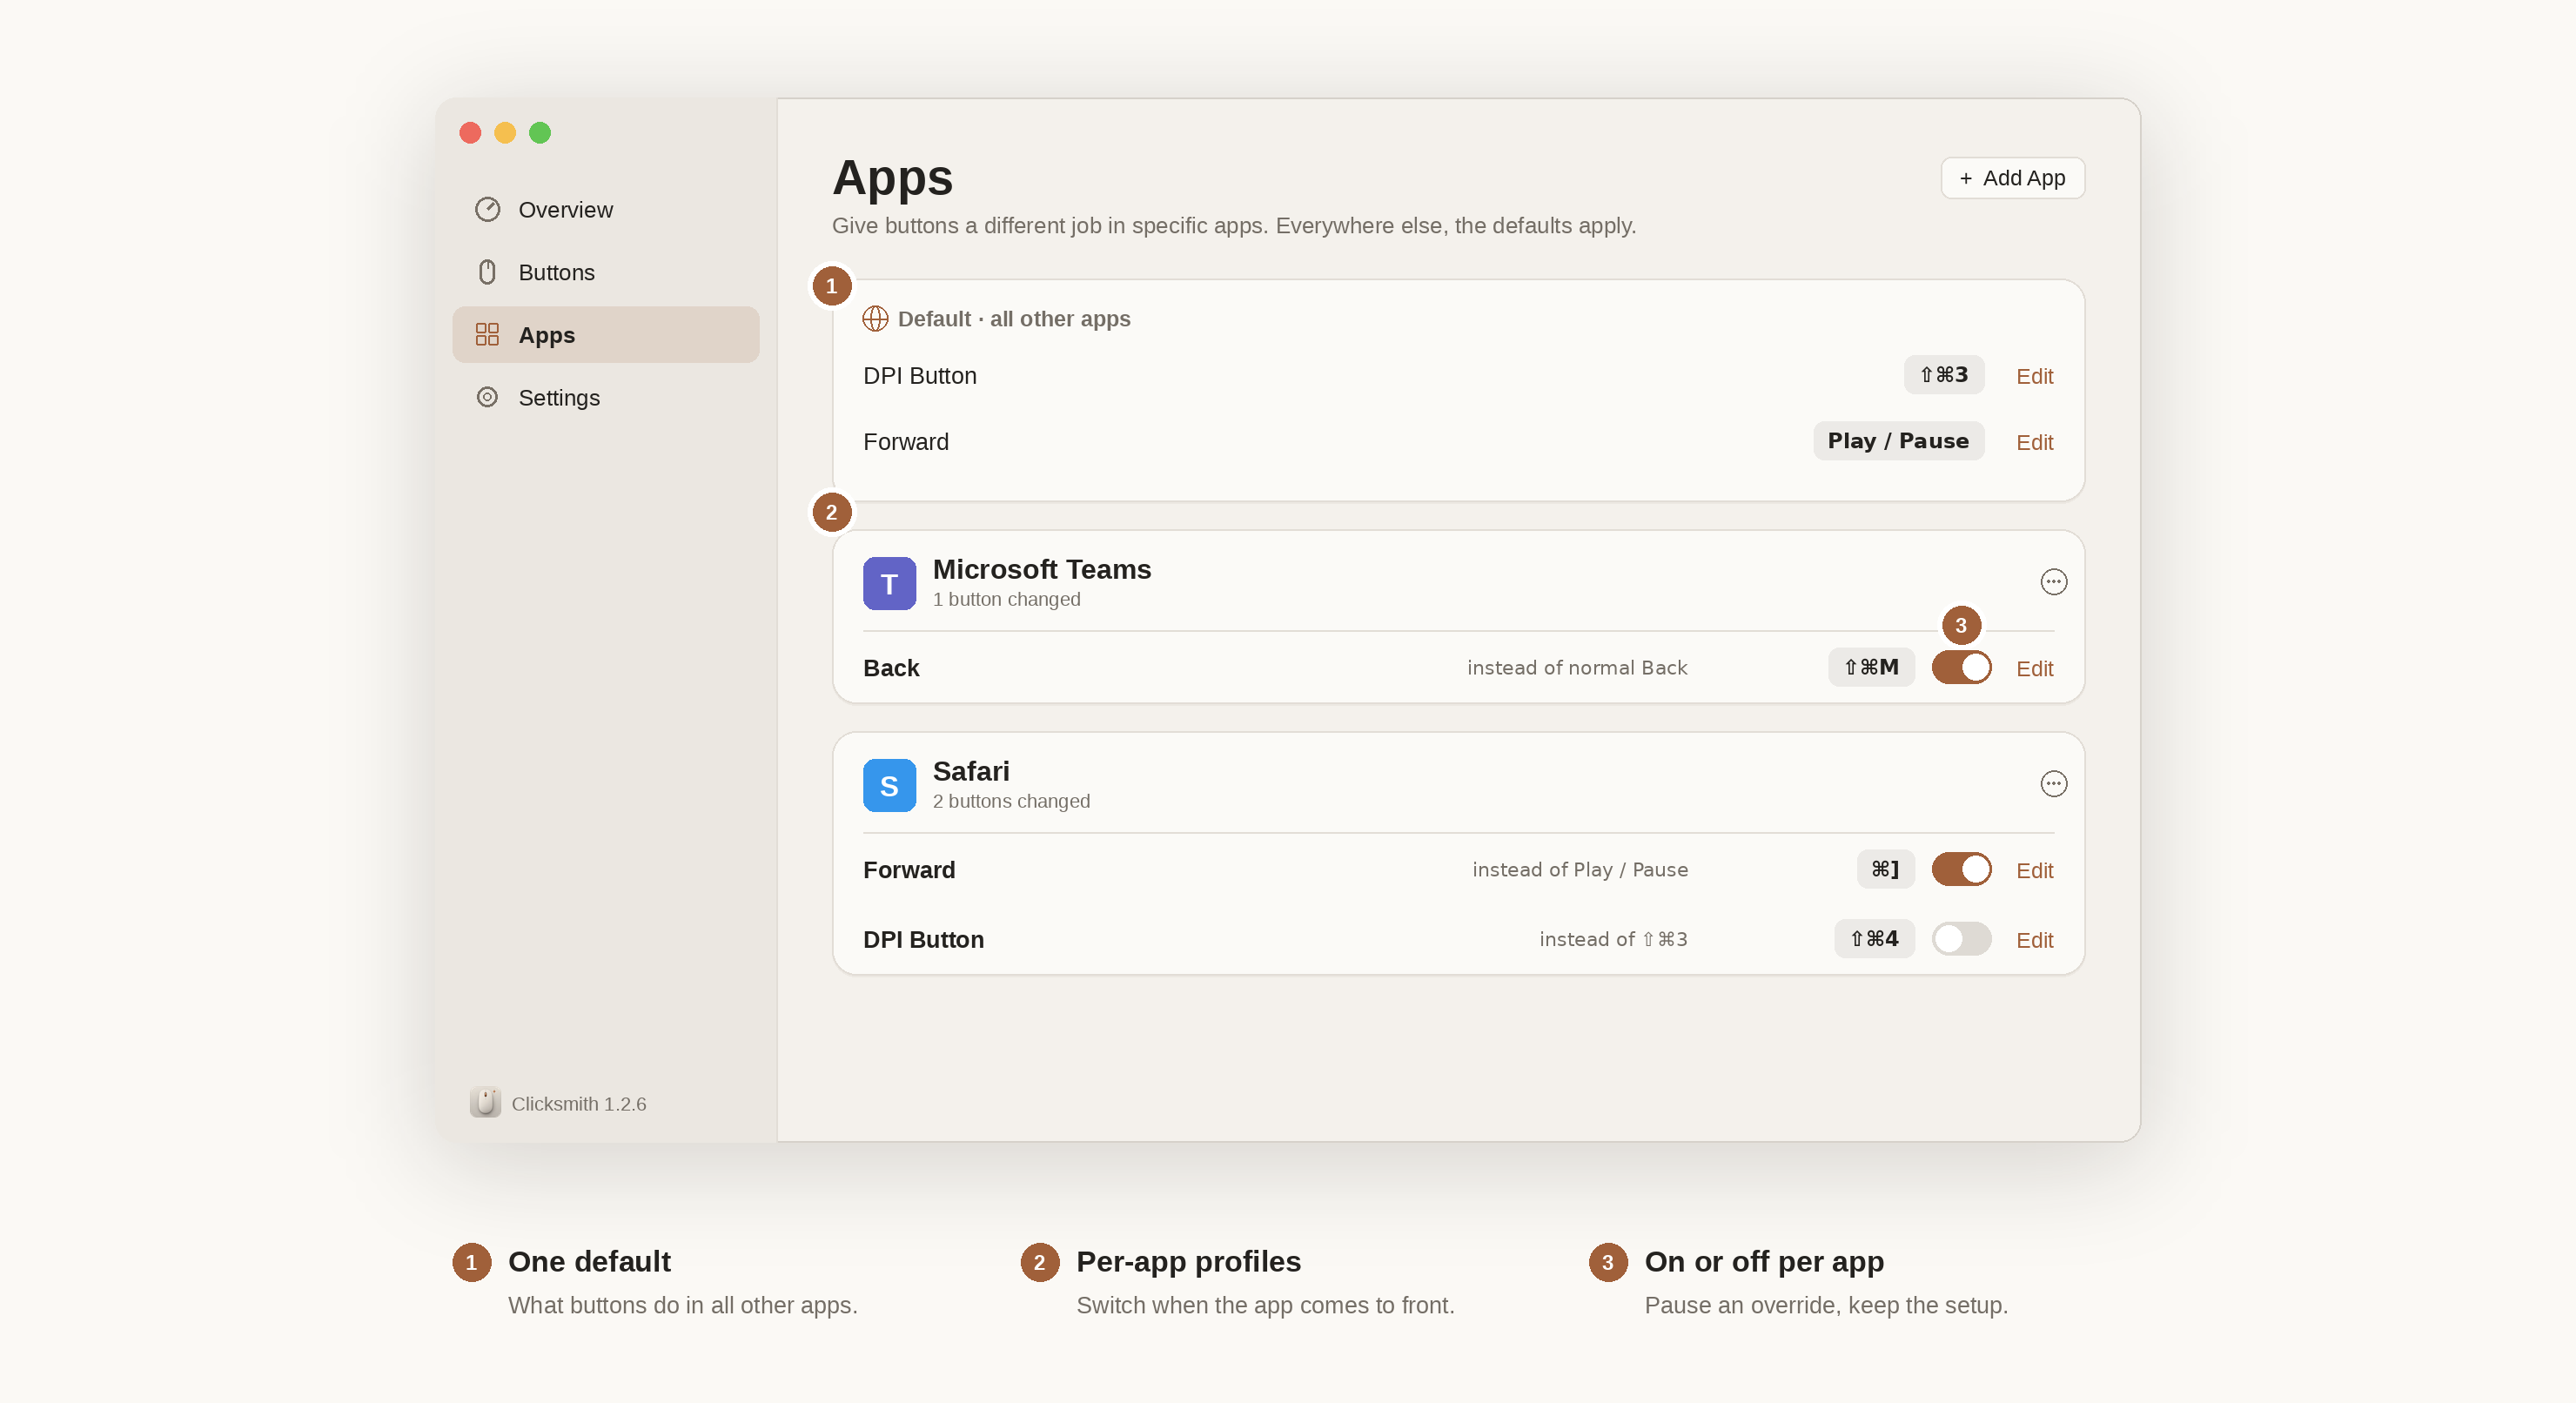 Overview
Buttons
Apps
Settings
Clicksmith 1.2.6
Apps
+ Add App
Give buttons a different job in specific apps. Everywhere else, the defaults apply.
1
Default · all other apps
DPI Button ⇧⌘3 Edit
Forward Play / Pause Edit
2
T Microsoft Teams
1 button changed
3
Back instead of normal Back ⇧⌘M Edit
S Safari
2 buttons changed
Forward instead of Play / Pause ⌘] Edit
DPI Button instead of ⇧⌘3 ⇧⌘4 Edit
1 One default
What buttons do in all other apps.
2 Per-app profiles
Switch when the app comes to front.
3 On or off per app
Pause an override, keep the setup.